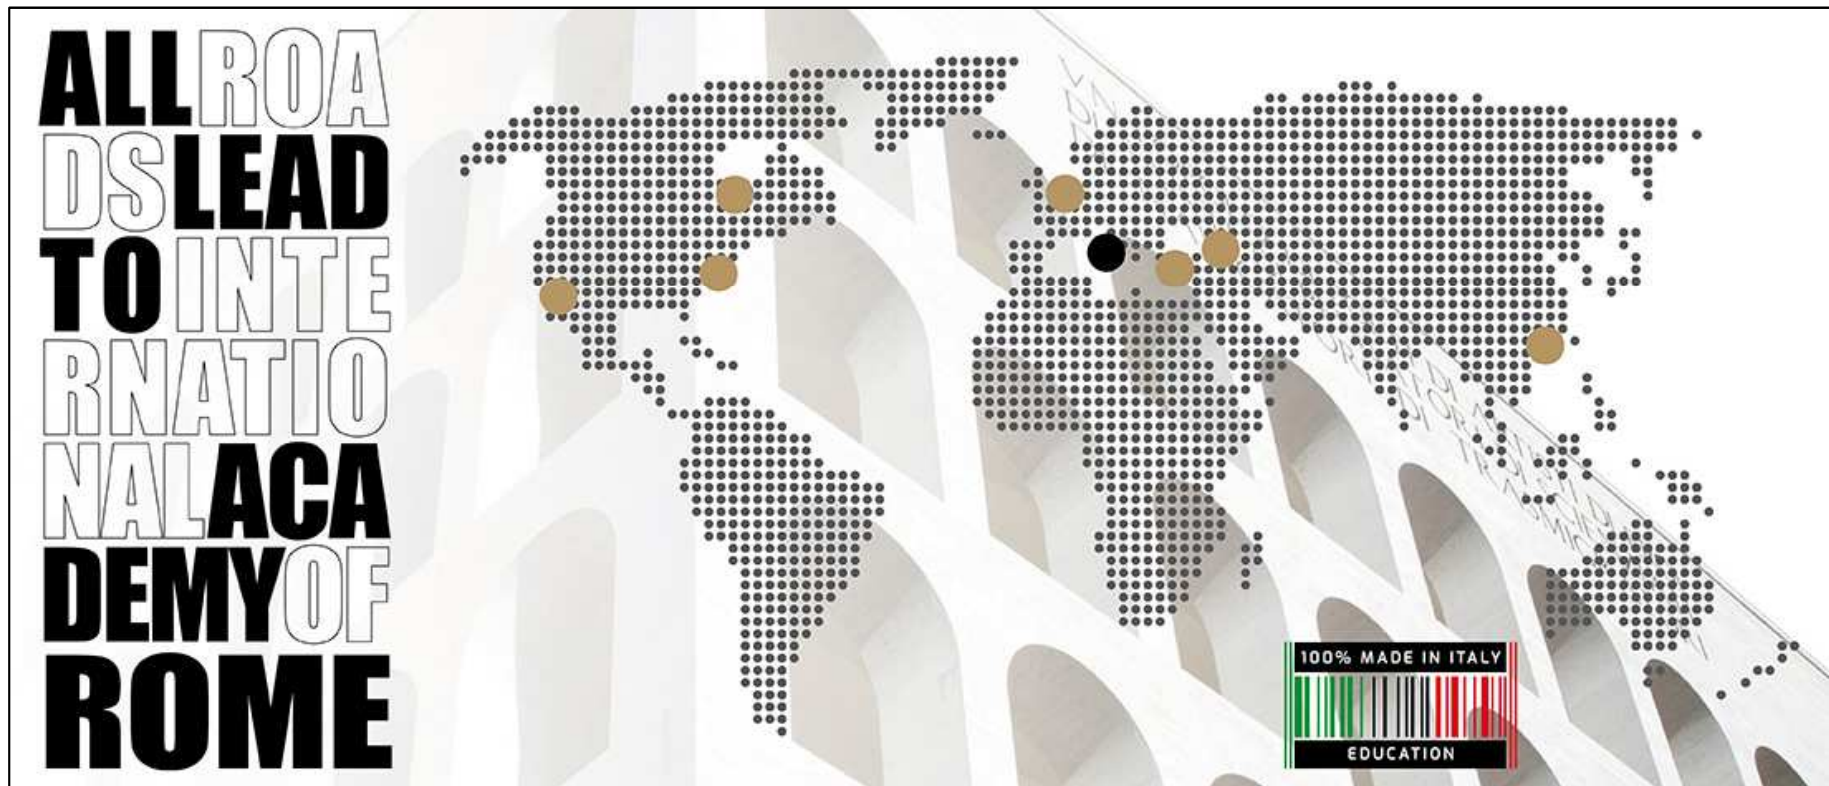 ALLROA
DSLEAD
TOINTE
RNATIO
NALACA
DEMYOF
ROME
100% MADE IN ITALY
EDUCATION